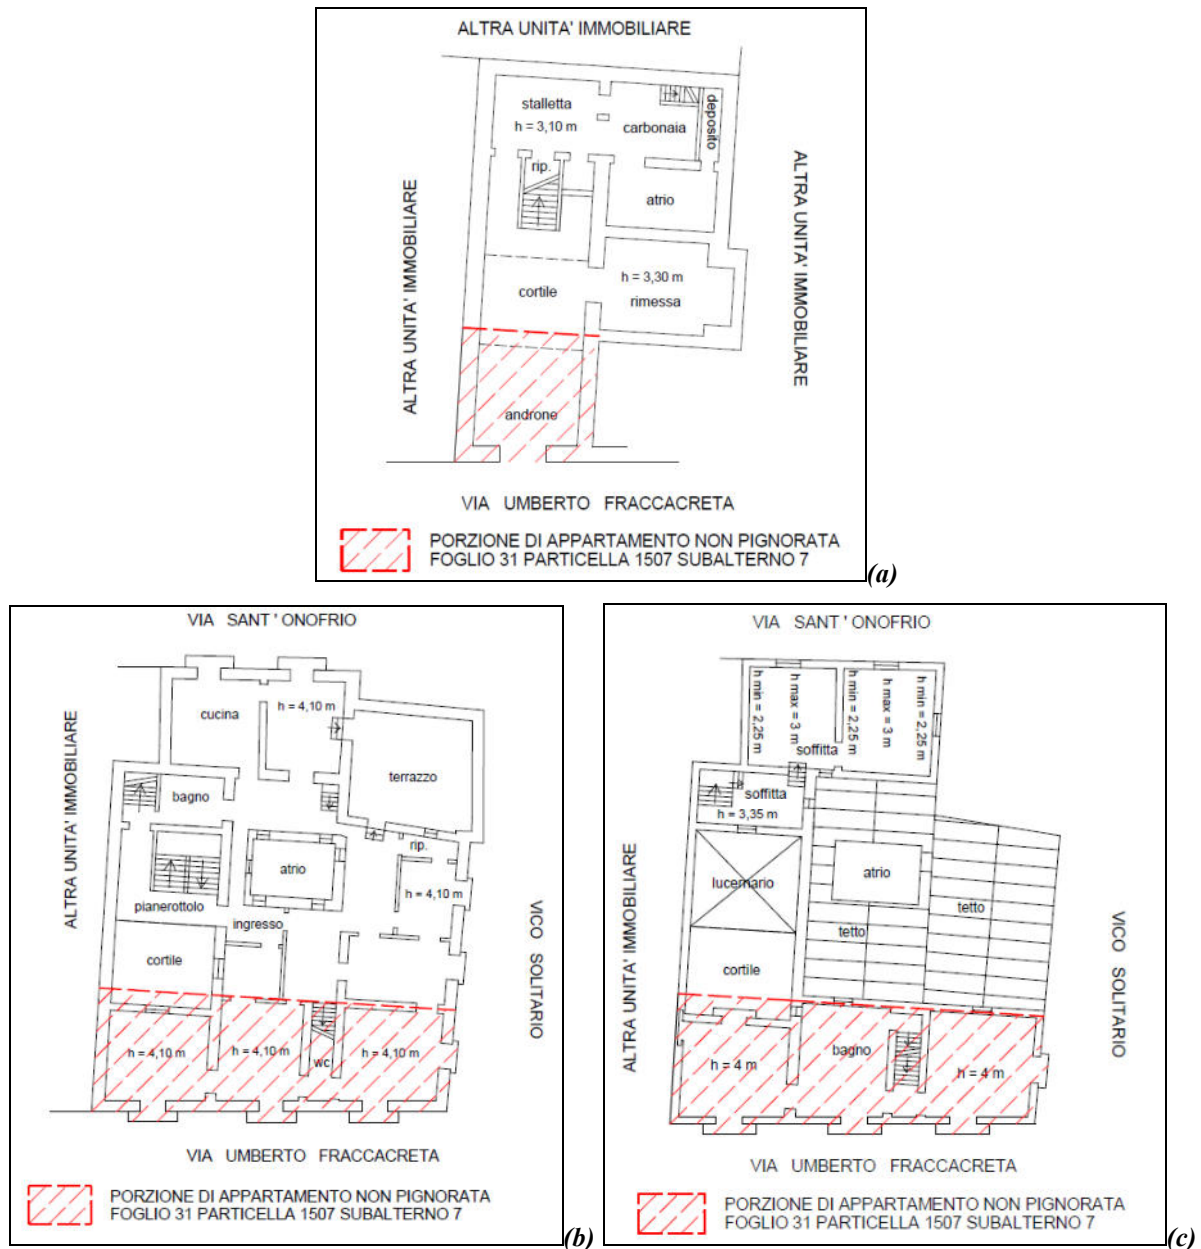 ALTRA UNITA' IMMOBILIARE
stalletta
h = 3,10 m
carbonaia
deposito
rip.
atrio
ALTRA UNITA' IMMOBILIARE
ALTRA UNITA' IMMOBILIARE
h = 3,30 m
cortile
rimessa
androne
VIA UMBERTO FRACCACRETA
PORZIONE DI APPARTAMENTO NON PIGNORATA
FOGLIO 31 PARTICELLA 1507 SUBALTERNO 7
(a)
VIA SANT ' ONOFRIO
cucina
h = 4,10 m
terrazzo
bagno
rip.
atrio
h = 4,10 m
pianerottolo
ingresso
cortile
ALTRA UNITA' IMMOBILIARE
VICO SOLITARIO
h = 4,10 m
h = 4,10 m
wc
h = 4,10 m
VIA UMBERTO FRACCACRETA
PORZIONE DI APPARTAMENTO NON PIGNORATA
FOGLIO 31 PARTICELLA 1507 SUBALTERNO 7
(b)
VIA SANT ' ONOFRIO
h min = 2,25 m
h max = 3 m
h min = 2,25 m
h max = 3 m
h min = 2,25 m
soffitta
soffitta
h = 3,35 m
lucernario
atrio
tetto
tetto
cortile
ALTRA UNITA' IMMOBILIARE
VICO SOLITARIO
h = 4 m
bagno
h = 4 m
VIA UMBERTO FRACCACRETA
PORZIONE DI APPARTAMENTO NON PIGNORATA
FOGLIO 31 PARTICELLA 1507 SUBALTERNO 7
(c)